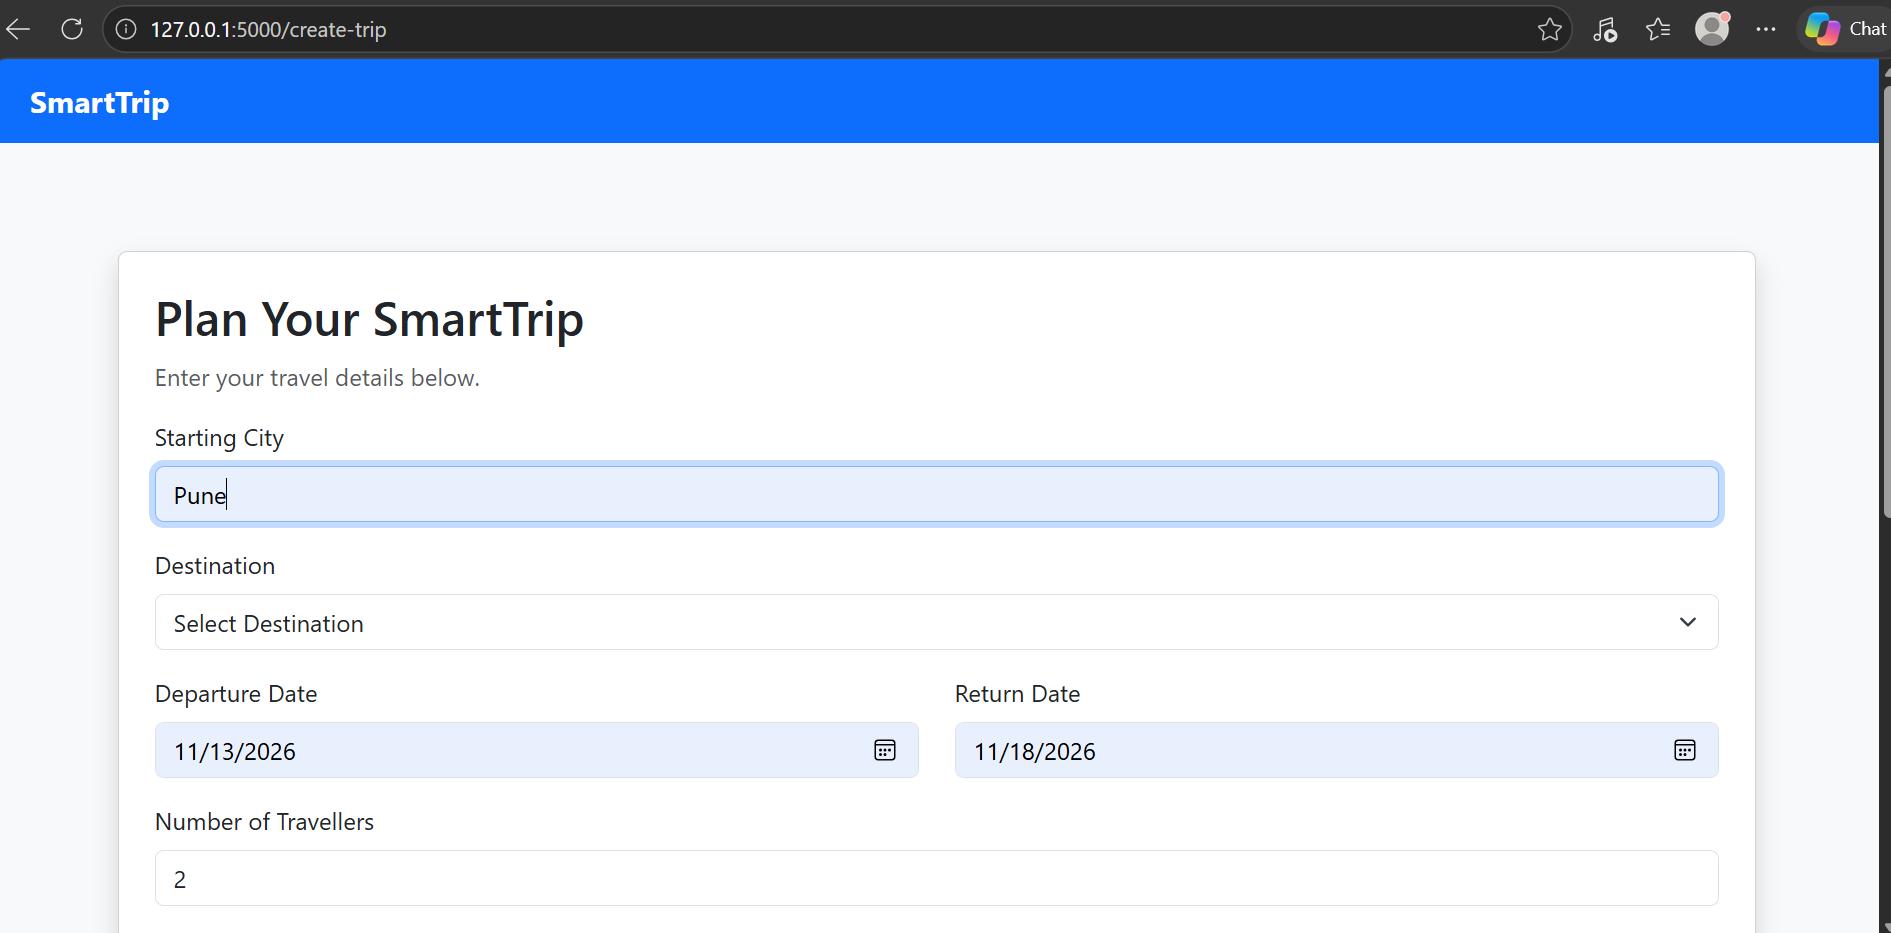 127.0.0.1:5000/create-trip
Chat
SmartTrip
Plan Your SmartTrip
Enter your travel details below.
Starting City
Pune
Destination
Select Destination
Departure Date
Return Date
11/13/2026
11/18/2026
Number of Travellers
2